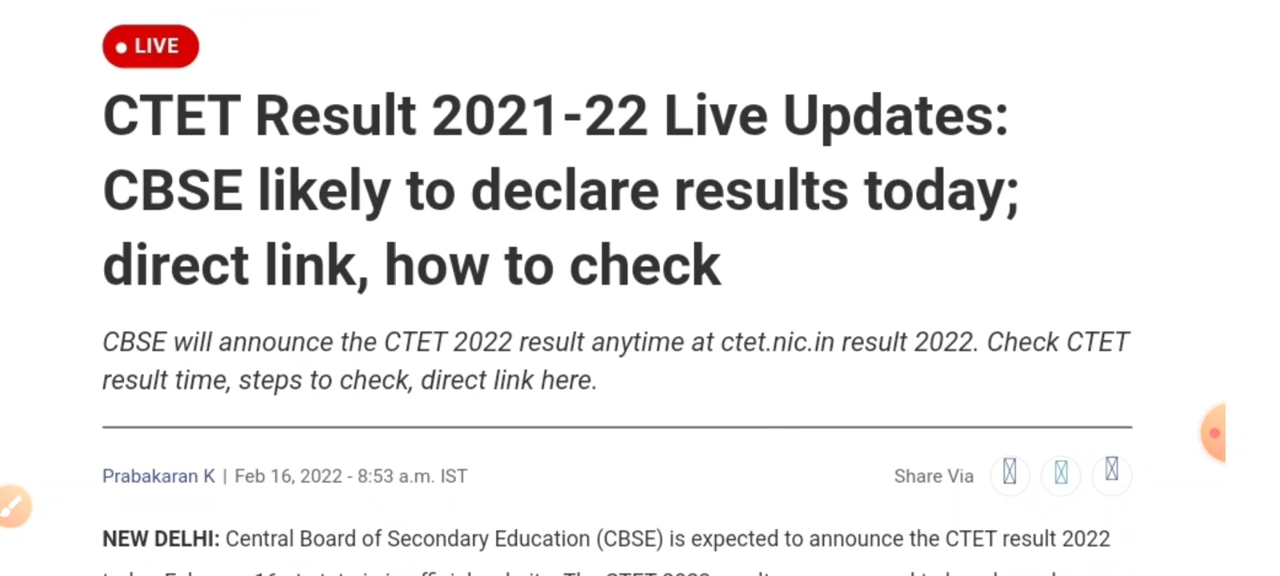 LIVE
CTET Result 2021-22 Live Updates:
CBSE likely to declare results today;
direct link, how to check
CBSE will announce the CTET 2022 result anytime at ctet.nic.in result 2022. Check CTET
result time, steps to check, direct link here.
Prabakaran K | Feb 16, 2022 - 8:53 a.m. IST
Share Via
NEW DELHI: Central Board of Secondary Education (CBSE) is expected to announce the CTET result 2022